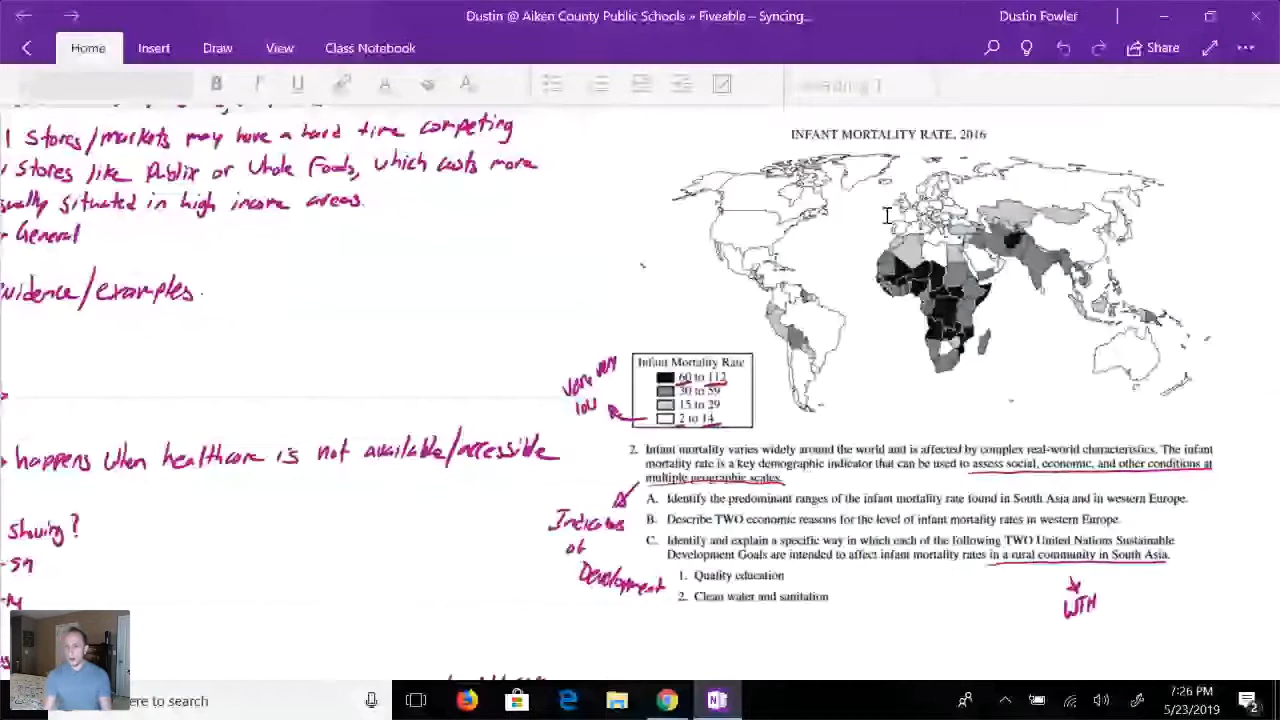 Dustin @ Aiken County Public Schools » Fiveable – Syncing...
Dustin Fowler
Home Insert Draw View Class Notebook
Share
B I U A A
Heading 1
stores/markets may have a hard time competing
stores like Publix or Whole Foods, which costs more
situated in high income areas.
General
/examples.
happens when healthcare is not available/accessible
showing?
- 59
INFANT MORTALITY RATE, 2016
very very
low
Infant Mortality Rate
60 to 112
30 to 59
15 to 29
2 to 14
2. Infant mortality varies widely around the world and is affected by complex real-world characteristics. The infant
mortality rate is a key demographic indicator that can be used to assess social, economic, and other conditions at
multiple geographic scales.
A. Identify the predominant ranges of the infant mortality rate found in South Asia and in western Europe.
B. Describe TWO economic reasons for the level of infant mortality rates in western Europe.
C. Identify and explain a specific way in which each of the following TWO United Nations Sustainable
Development Goals are intended to affect infant mortality rates in a rural community in South Asia.
1. Quality education
2. Clean water and sanitation
of
Development
ere to search
7:26 PM
5/23/2019
2